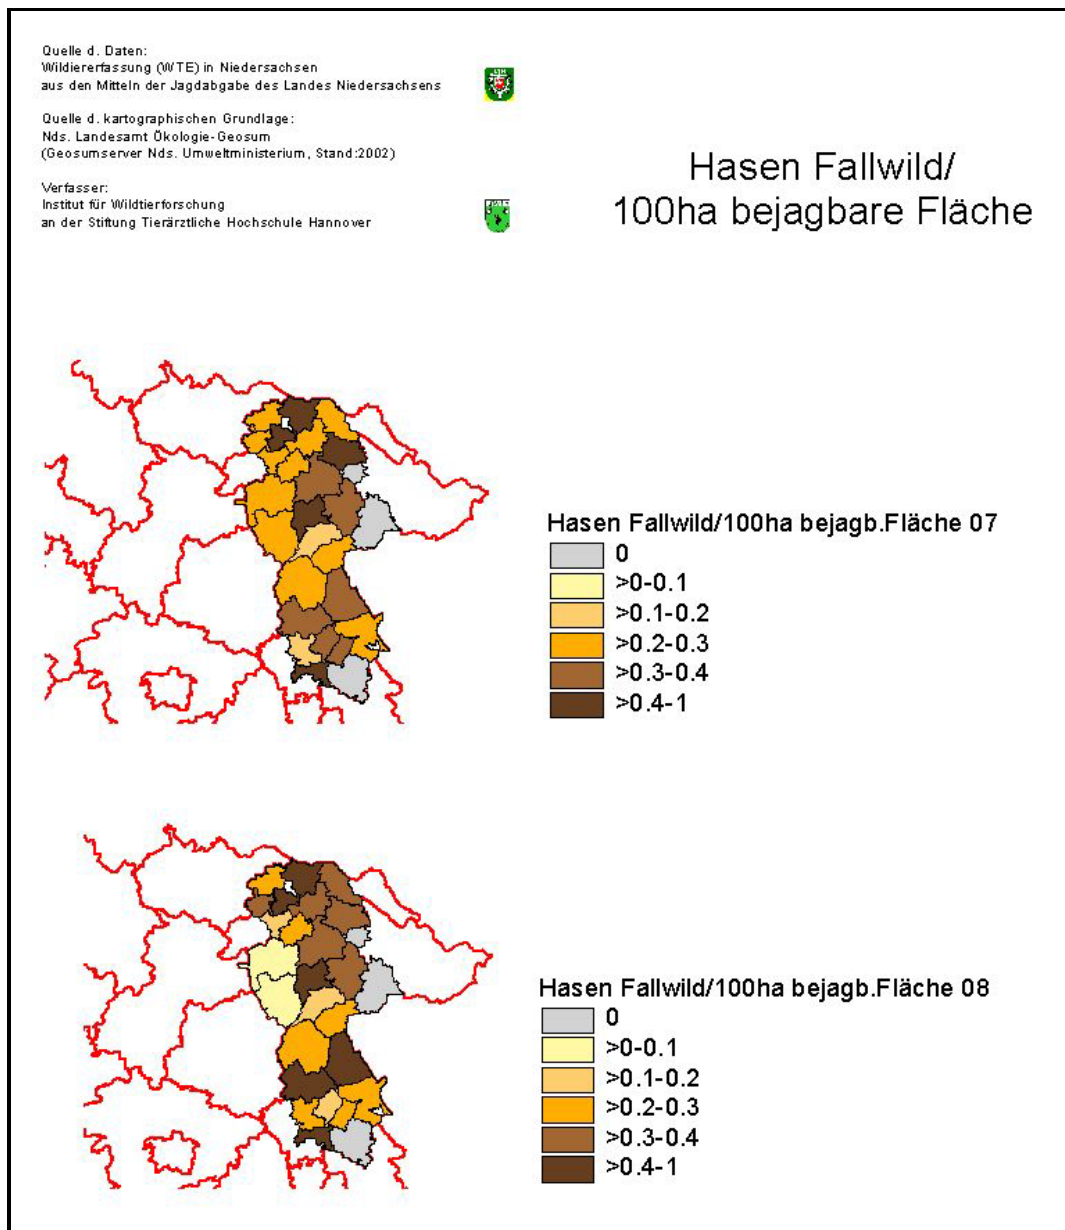 Quelle d. Daten:
Wildiererfassung (WTE) in Niedersachsen
aus den Mitteln der Jagdabgabe des Landes Niedersachsens
Quelle d. kartographischen Grundlage:
Nds. Landesamt Ökologie-Geosum
(Geosumserver Nds. Umweltministerium, Stand:2002)
Verfasser:
Institut für Wildtierforschung
an der Stiftung Tierärztliche Hochschule Hannover
Hasen Fallwild/
100ha bejagbare Fläche
Hasen Fallwild/100ha bejagb.Fläche 07
0
>0-0.1
>0.1-0.2
>0.2-0.3
>0.3-0.4
>0.4-1
Hasen Fallwild/100ha bejagb.Fläche 08
0
>0-0.1
>0.1-0.2
>0.2-0.3
>0.3-0.4
>0.4-1